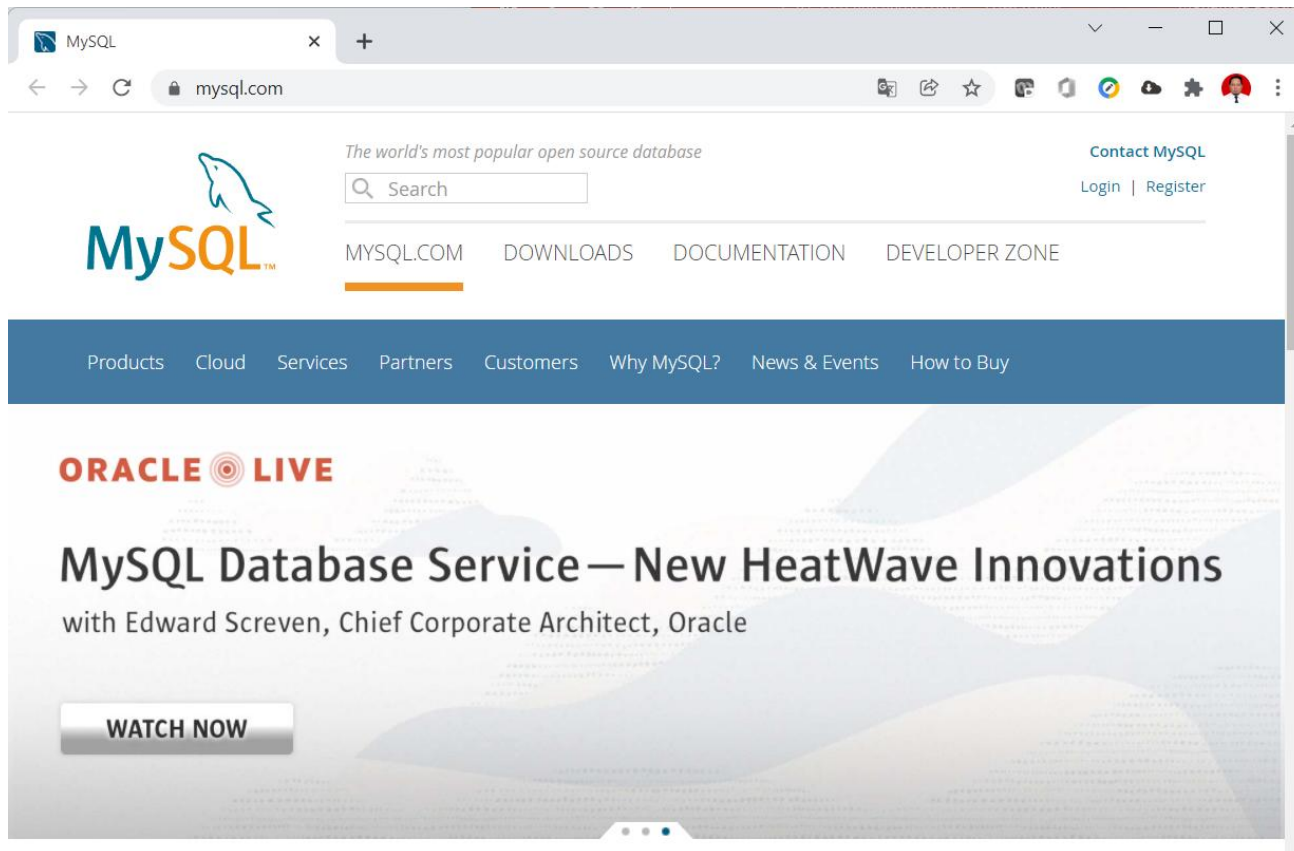 MySQL
mysql.com
The world's most popular open source database
Contact MySQL
Search
Login | Register
MySQL™
MYSQL.COM DOWNLOADS DOCUMENTATION DEVELOPER ZONE
Products Cloud Services Partners Customers Why MySQL? News & Events How to Buy
ORACLE LIVE
MySQL Database Service—New HeatWave Innovations
with Edward Screven, Chief Corporate Architect, Oracle
WATCH NOW